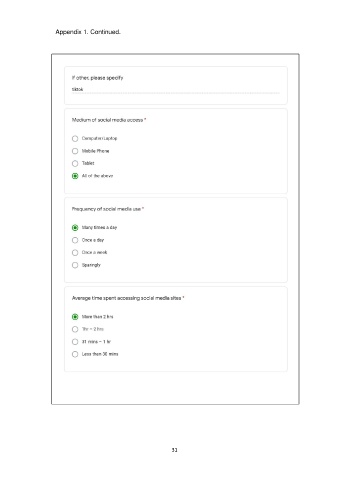 Appendix 1. Continued.
If other, please specify
tiktok
Medium of social media access *
Computer/Laptop
Mobile Phone
Tablet
All of the above
Frequency of social media use *
Many times a day
Once a day
Once a week
Sparingly
Average time spent accessing social media sites *
More than 2 hrs
1hr – 2 hrs
31 mins – 1 hr
Less than 30 mins
31